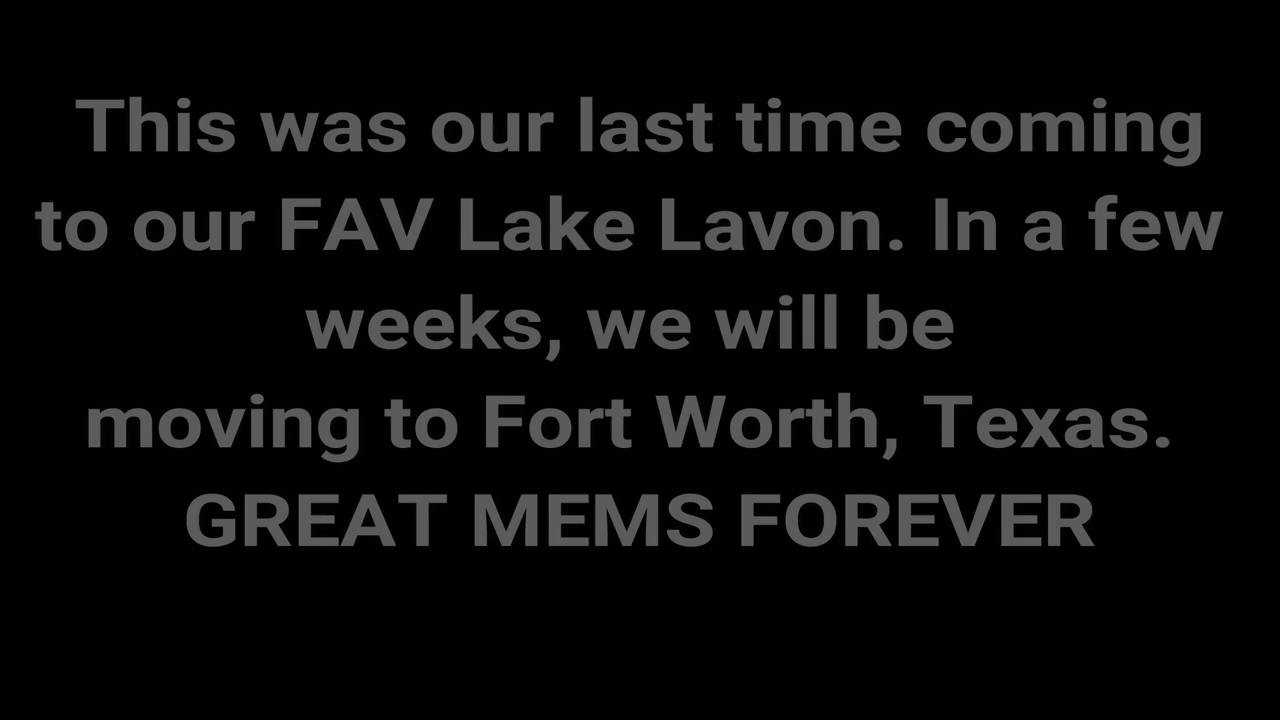 This was our last time coming
to our FAV Lake Lavon. In a few
weeks, we will be
moving to Fort Worth, Texas.
GREAT MEMS FOREVER